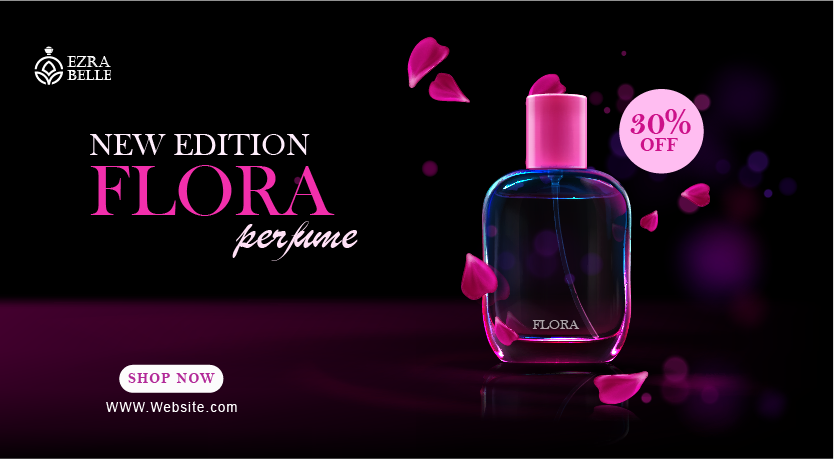 EZRA
BELLE
NEW EDITION
FLORA
perfume
30%
OFF
FLORA
SHOP NOW
WWW.Website.com